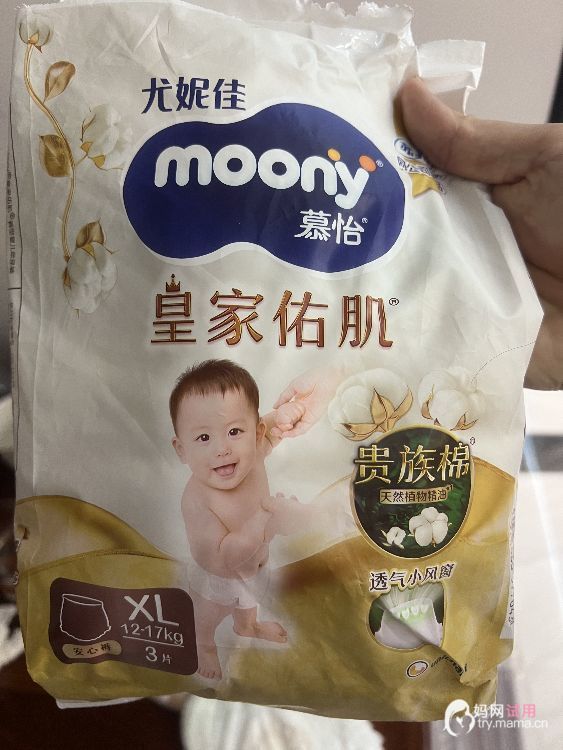 尤妮佳
moony
慕怡®
皇家佑肌®
贵族棉
天然植物精油
透气小风窗
XL
12-17kg
3片
安心裤
妈网试用
try.mama.cn